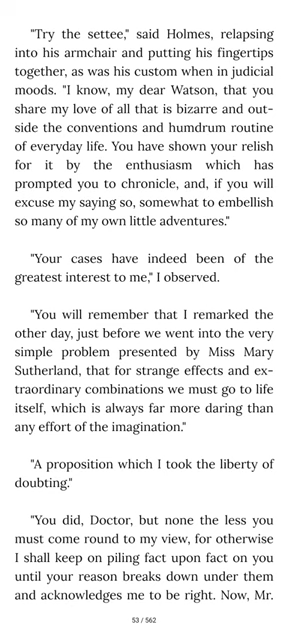 "Try the settee," said Holmes, relapsing
into his armchair and putting his fingertips
together, as was his custom when in judicial
moods. "I know, my dear Watson, that you
share my love of all that is bizarre and out-
side the conventions and humdrum routine
of everyday life. You have shown your relish
for it by the enthusiasm which has
prompted you to chronicle, and, if you will
excuse my saying so, somewhat to embellish
so many of my own little adventures."
"Your cases have indeed been of the
greatest interest to me," I observed.
"You will remember that I remarked the
other day, just before we went into the very
simple problem presented by Miss Mary
Sutherland, that for strange effects and ex-
traordinary combinations we must go to life
itself, which is always far more daring than
any effort of the imagination."
"A proposition which I took the liberty of
doubting."
"You did, Doctor, but none the less you
must come round to my view, for otherwise
I shall keep on piling fact upon fact on you
until your reason breaks down under them
and acknowledges me to be right. Now, Mr.
53 / 562